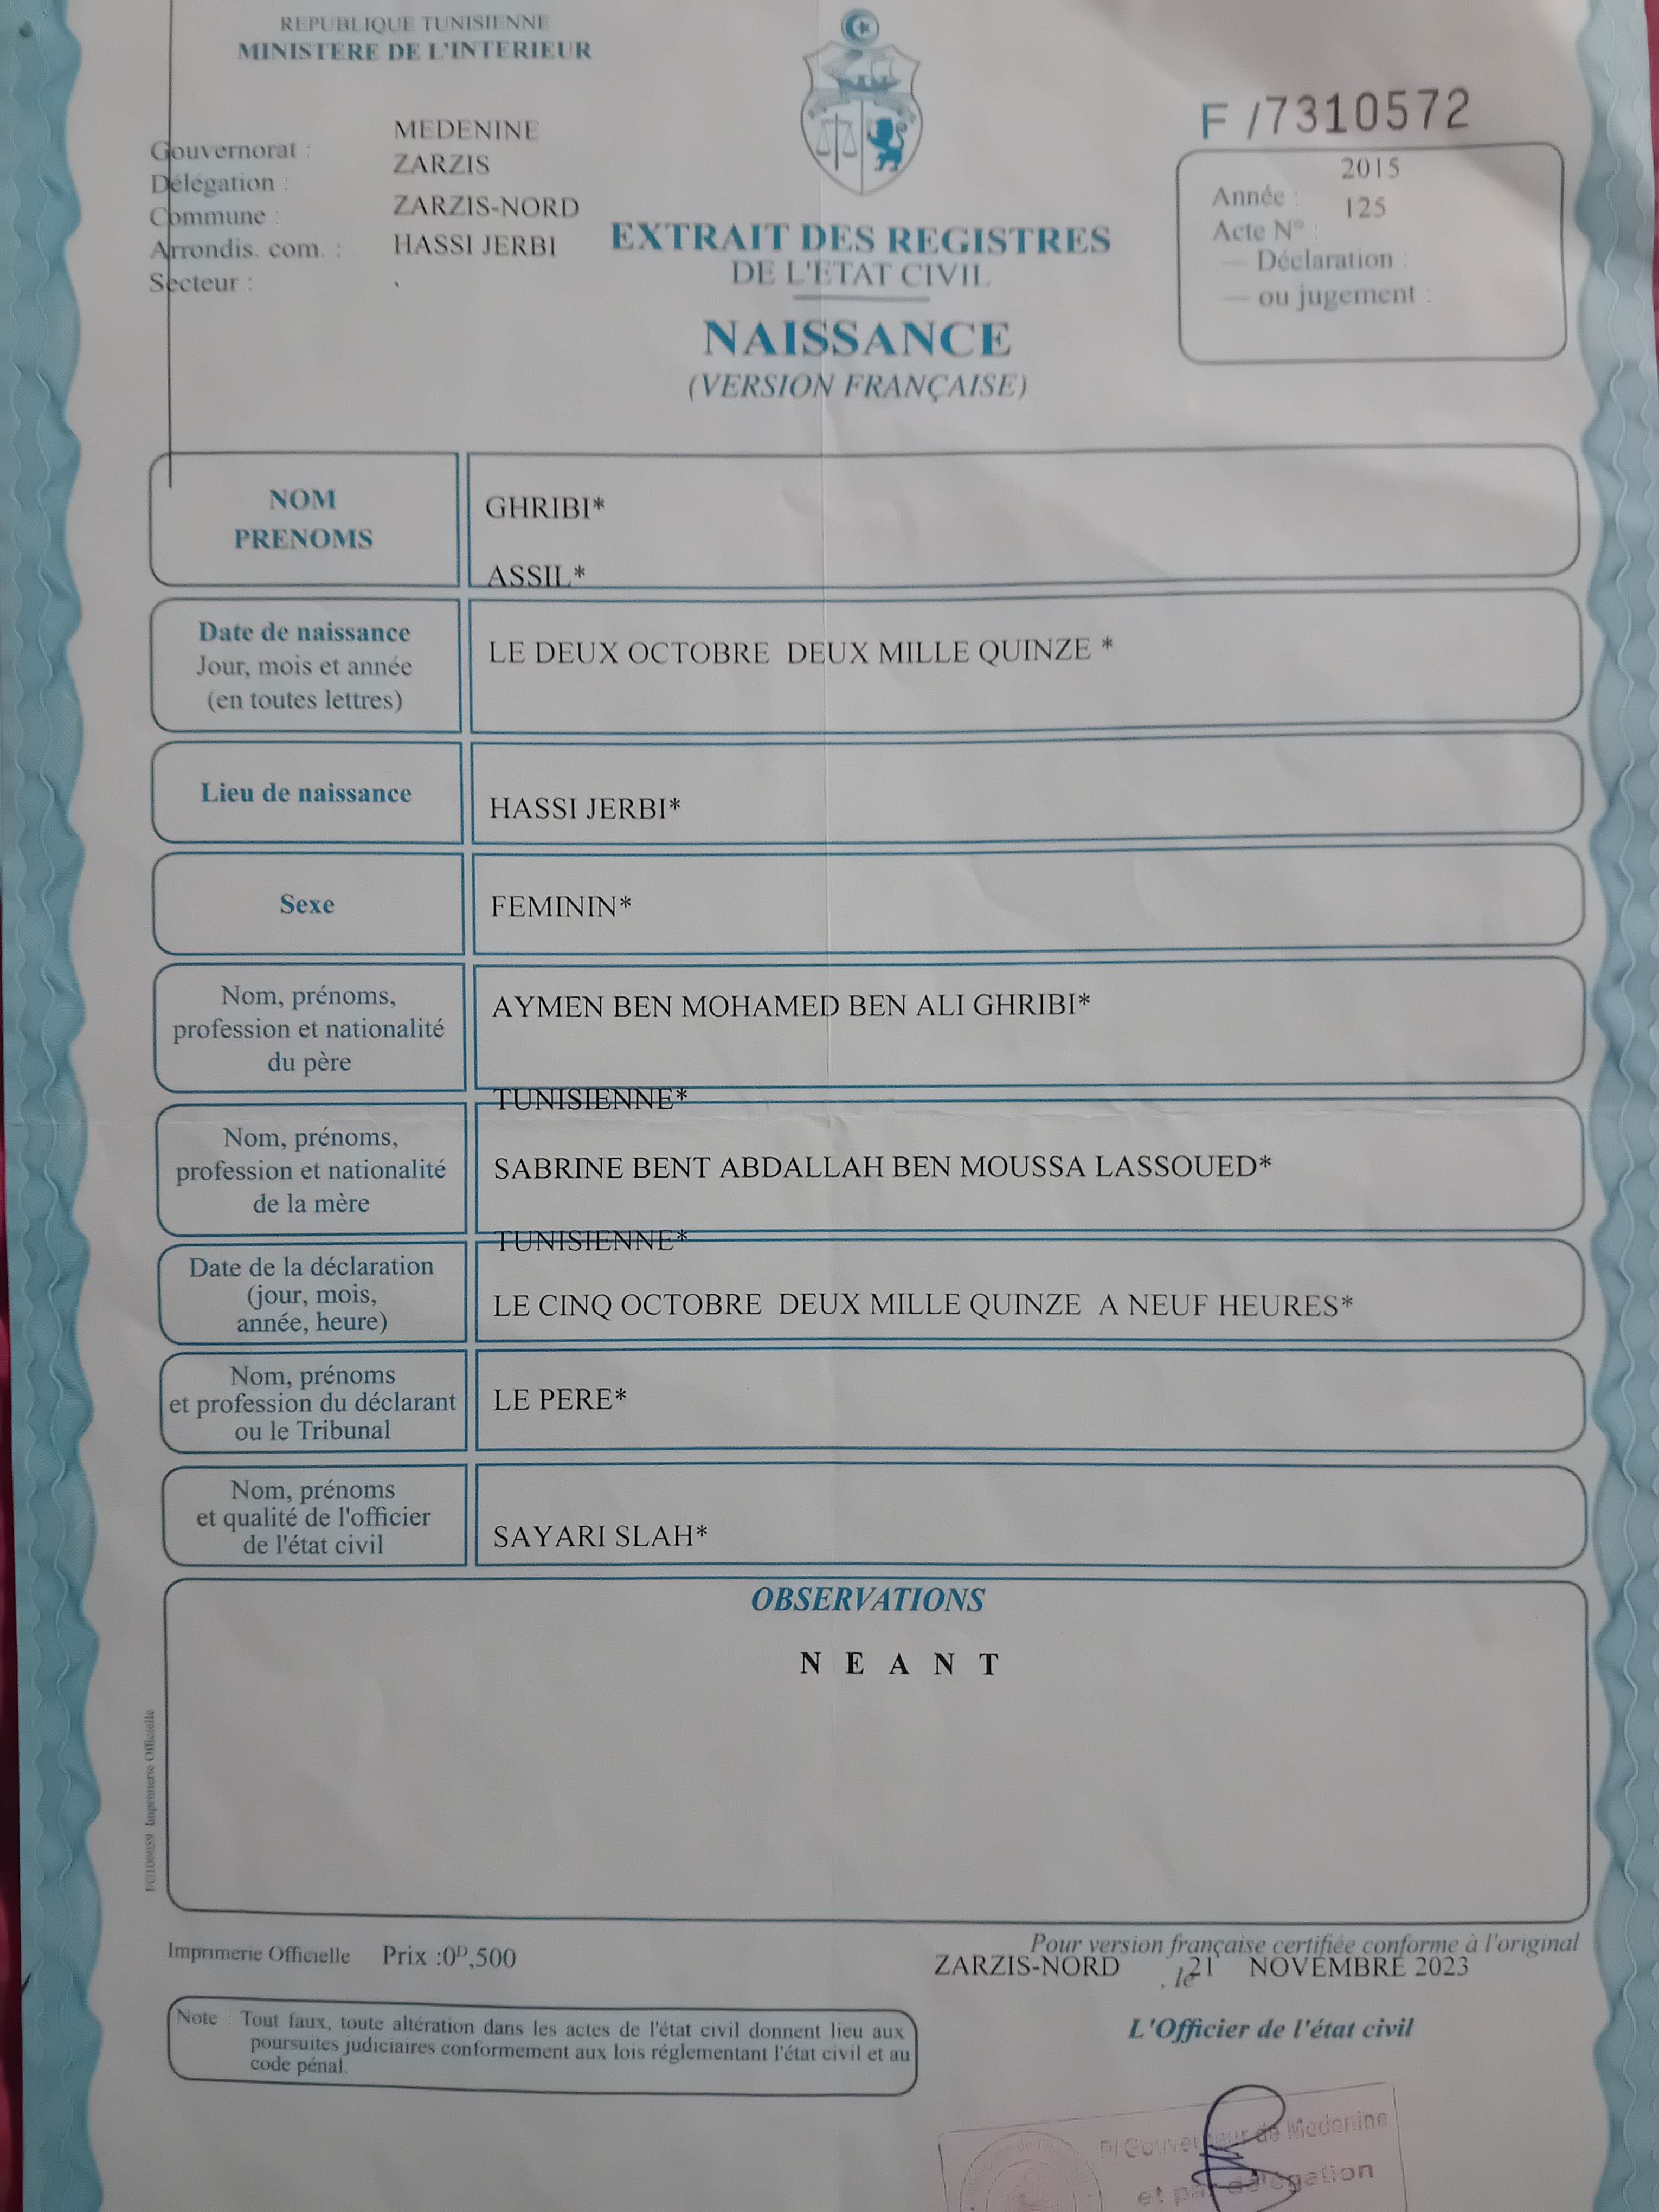 REPUBLIQUE TUNISIENNE
MINISTERE DE L'INTERIEUR
Gouvernorat : MEDENINE
Délégation : ZARZIS
Commune : ZARZIS-NORD
Arrondis. com. : HASSI JERBI
Secteur : .
EXTRAIT DES REGISTRES
DE L'ETAT CIVIL
NAISSANCE
(VERSION FRANÇAISE)
F /7310572
Année : 2015
Acte N° : 125
— Déclaration :
— ou jugement :
NOM
PRENOMS
GHRIBI*
ASSIL*
Date de naissance
Jour, mois et année
(en toutes lettres)
LE DEUX OCTOBRE DEUX MILLE QUINZE *
Lieu de naissance
HASSI JERBI*
Sexe
FEMININ*
Nom, prénoms,
profession et nationalité
du père
AYMEN BEN MOHAMED BEN ALI GHRIBI*
TUNISIENNE*
Nom, prénoms,
profession et nationalité
de la mère
SABRINE BENT ABDALLAH BEN MOUSSA LASSOUED*
TUNISIENNE*
Date de la déclaration
(jour, mois,
année, heure)
LE CINQ OCTOBRE DEUX MILLE QUINZE A NEUF HEURES*
Nom, prénoms
et profession du déclarant
ou le Tribunal
LE PERE*
Nom, prénoms
et qualité de l'officier
de l'état civil
SAYARI SLAH*
OBSERVATIONS
N E A N T
Imprimerie Officielle
Imprimerie Officielle Prix :0ᴰ,500
Pour version française certifiée conforme à l'original
ZARZIS-NORD , le 21 NOVEMBRE 2023
Note : Tout faux, toute altération dans les actes de l'état civil donnent lieu aux
poursuites judiciaires conformement aux lois réglementant l'état civil et au
code pénal.
L'Officier de l'état civil
P/Gouverneur de Medenine
et par délégation